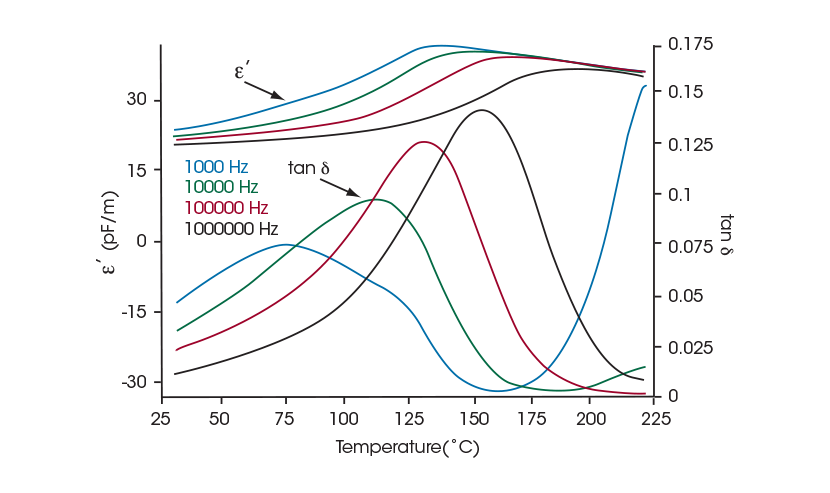 ε′
30
15
0
-15
-30
ε′ (pF/m)
1000 Hz
10000 Hz
100000 Hz
1000000 Hz
tan δ
0.175
0.15
0.125
0.1
0.075
0.05
0.025
0
tan δ
25 50 75 100 125 150 175 200 225
Temperature(˚C)